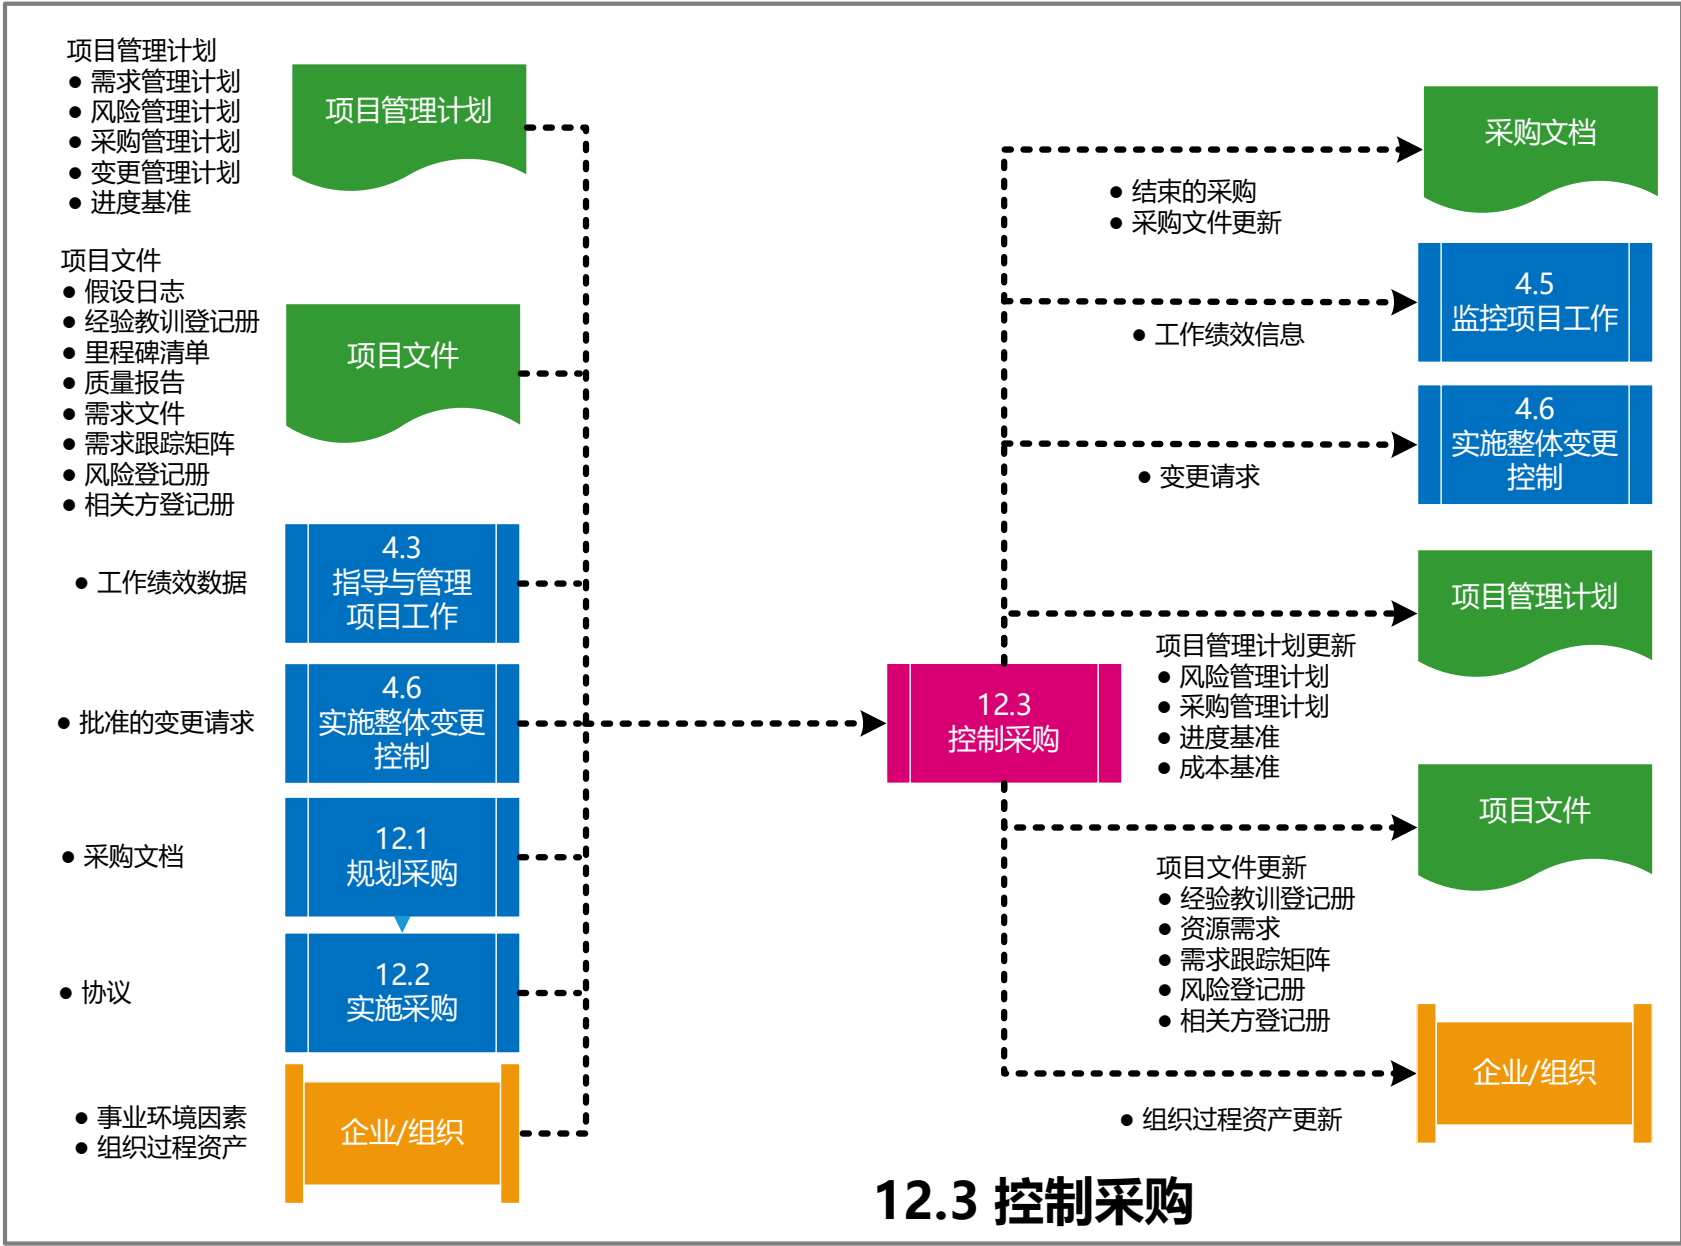 项目管理计划
● 需求管理计划
● 风险管理计划
● 采购管理计划
● 变更管理计划
● 进度基准
项目管理计划
项目文件
● 假设日志
● 经验教训登记册
● 里程碑清单
● 质量报告
● 需求文件
● 需求跟踪矩阵
● 风险登记册
● 相关方登记册
项目文件
● 工作绩效数据
4.3
指导与管理
项目工作
● 批准的变更请求
4.6
实施整体变更
控制
● 采购文档
12.1
规划采购
● 协议
12.2
实施采购
● 事业环境因素
● 组织过程资产
企业/组织
12.3
控制采购
采购文档
● 结束的采购
● 采购文件更新
4.5
监控项目工作
● 工作绩效信息
4.6
实施整体变更
控制
● 变更请求
项目管理计划
项目管理计划更新
● 风险管理计划
● 采购管理计划
● 进度基准
● 成本基准
项目文件
项目文件更新
● 经验教训登记册
● 资源需求
● 需求跟踪矩阵
● 风险登记册
● 相关方登记册
企业/组织
● 组织过程资产更新
12.3 控制采购